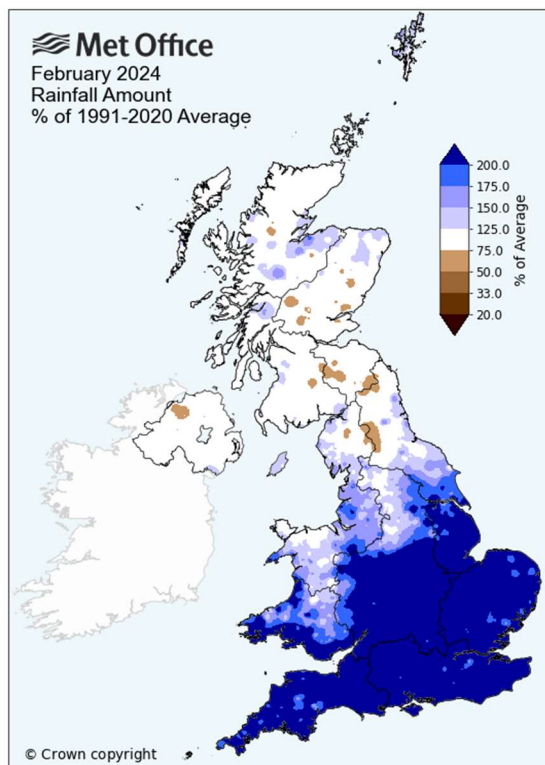 Met Office
February 2024
Rainfall Amount
% of 1991-2020 Average
200.0
175.0
150.0
125.0
75.0
50.0
33.0
20.0
% of Average
© Crown copyright